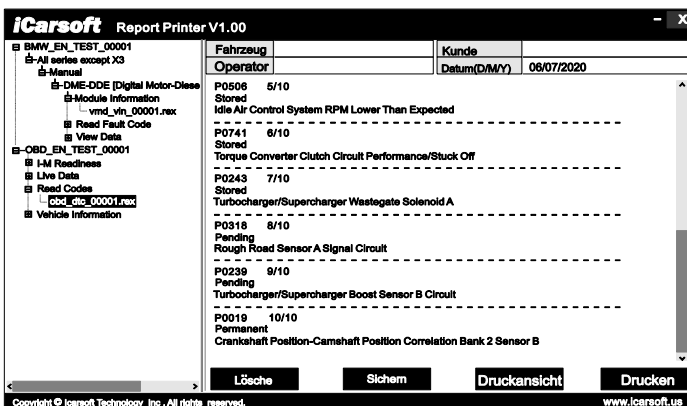 iCarsoft Report Printer V1.00
- X
BMW_EN_TEST_00001
All series except X3
Manual
DME-DDE [Digital Motor-Diese
Module Information
vmd_vin_00001.rex
Read Fault Code
View Data
OBD_EN_TEST_00001
I-M Readiness
Live Data
Read Codes
obd_dtc_00001.rex
Vehicle Information
Fahrzeug
Kunde
Operator
Datum(D/M/Y) 06/07/2020
P0506 5/10
Stored
Idle Air Control System RPM Lower Than Expected
P0741 6/10
Stored
Torque Converter Clutch Circuit Performance/Stuck Off
P0243 7/10
Stored
Turbocharger/Supercharger Wastegate Solenoid A
P0318 8/10
Pending
Rough Road Sensor A Signal Circuit
P0239 9/10
Pending
Turbocharger/Supercharger Boost Sensor B Circuit
P0019 10/10
Permanent
Crankshaft Position-Camshaft Position Correlation Bank 2 Sensor B
Lösche Sichern Druckansicht Drucken
Copyright © Icarsoft Technology Inc . All rights reserved.
www.icarsoft.us